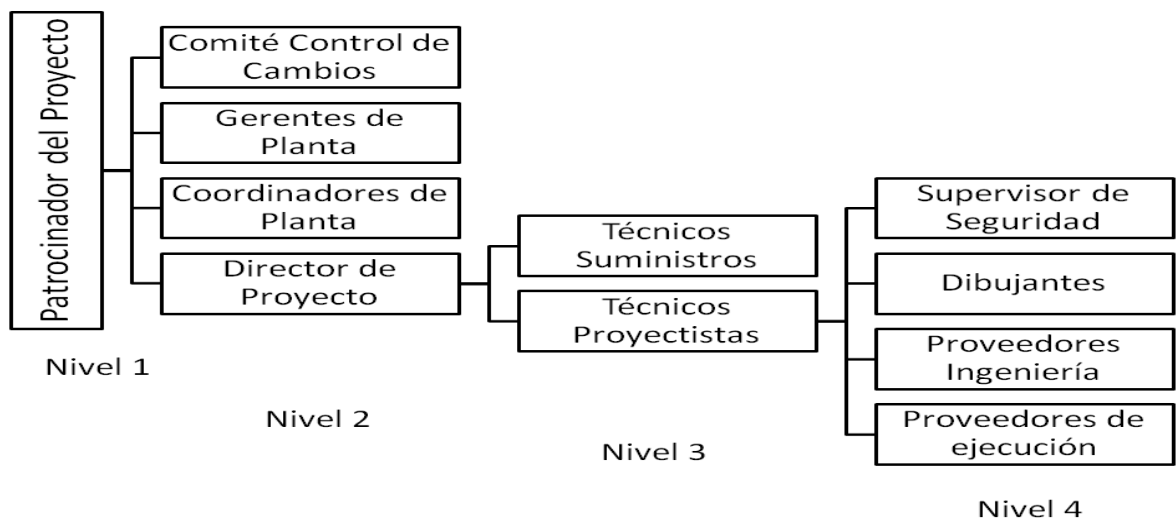 Patrocinador del Proyecto
Comité Control de
Cambios
Gerentes de
Planta
Coordinadores de
Planta
Director de
Proyecto
Técnicos
Suministros
Técnicos
Proyectistas
Supervisor de
Seguridad
Dibujantes
Proveedores
Ingeniería
Proveedores de
ejecución
Nivel 1
Nivel 2
Nivel 3
Nivel 4